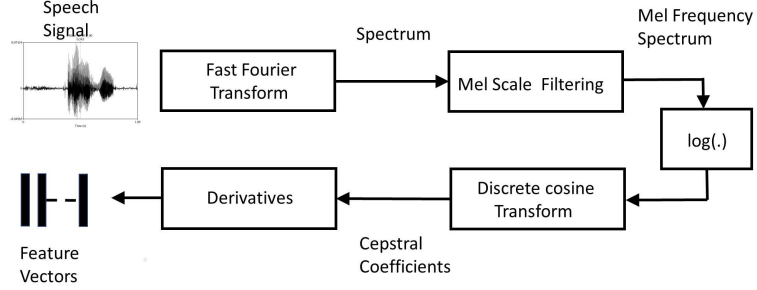 Speech
Signal
Spectrum
Mel Frequency
Spectrum
Fast Fourier
Transform
Mel Scale Filtering
log(.)
Derivatives
Discrete cosine
Transform
Cepstral
Coefficients
Feature
Vectors